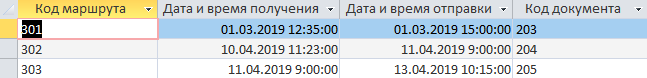 Код маршрута Дата и время получения Дата и время отправки Код документа
301 01.03.2019 12:35:00 01.03.2019 15:00:00 203
302 10.04.2019 11:23:00 11.04.2019 9:00:00 204
303 11.04.2019 9:00:00 13.04.2019 10:15:00 205